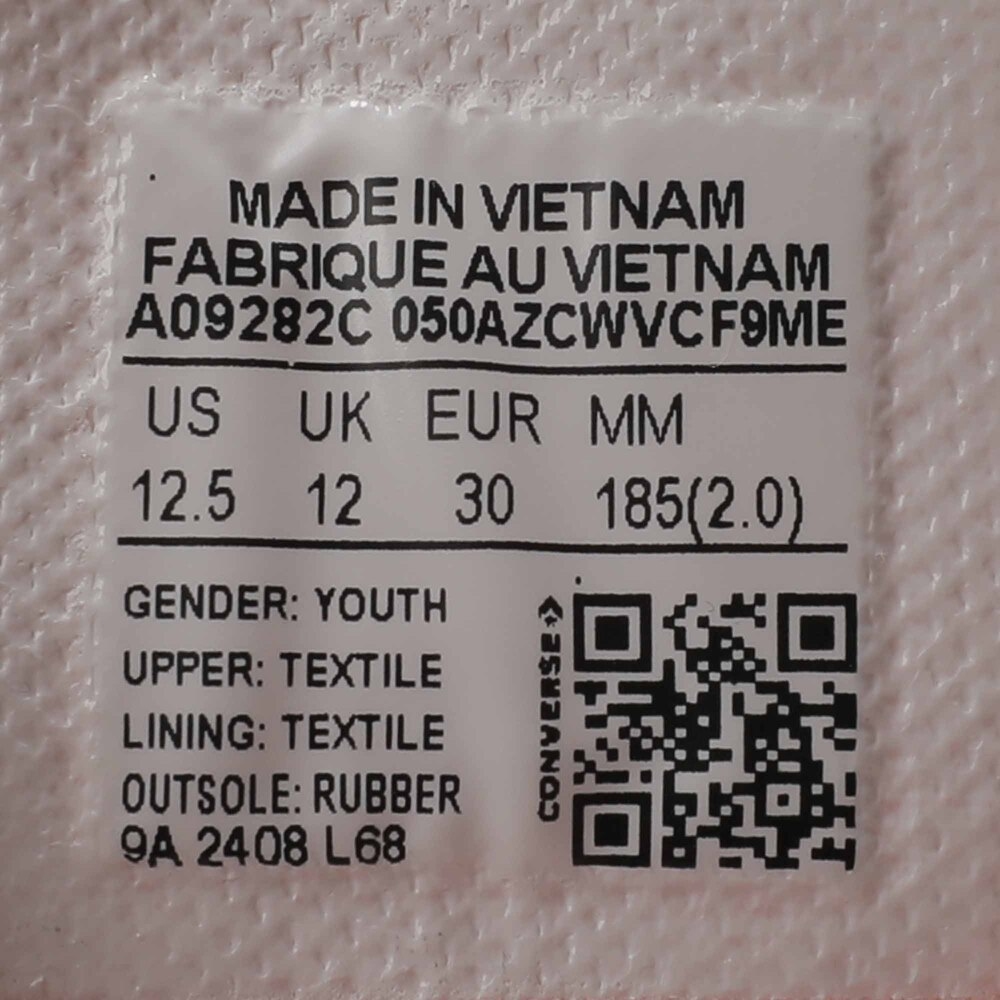 MADE IN VIETNAM
FABRIQUE AU VIETNAM
A09282C 050AZCWVCF9ME
US UK EUR MM
12.5 12 30 185(2.0)
GENDER: YOUTH
UPPER: TEXTILE
LINING: TEXTILE
OUTSOLE: RUBBER
9A 2408 L68
CONVERSE